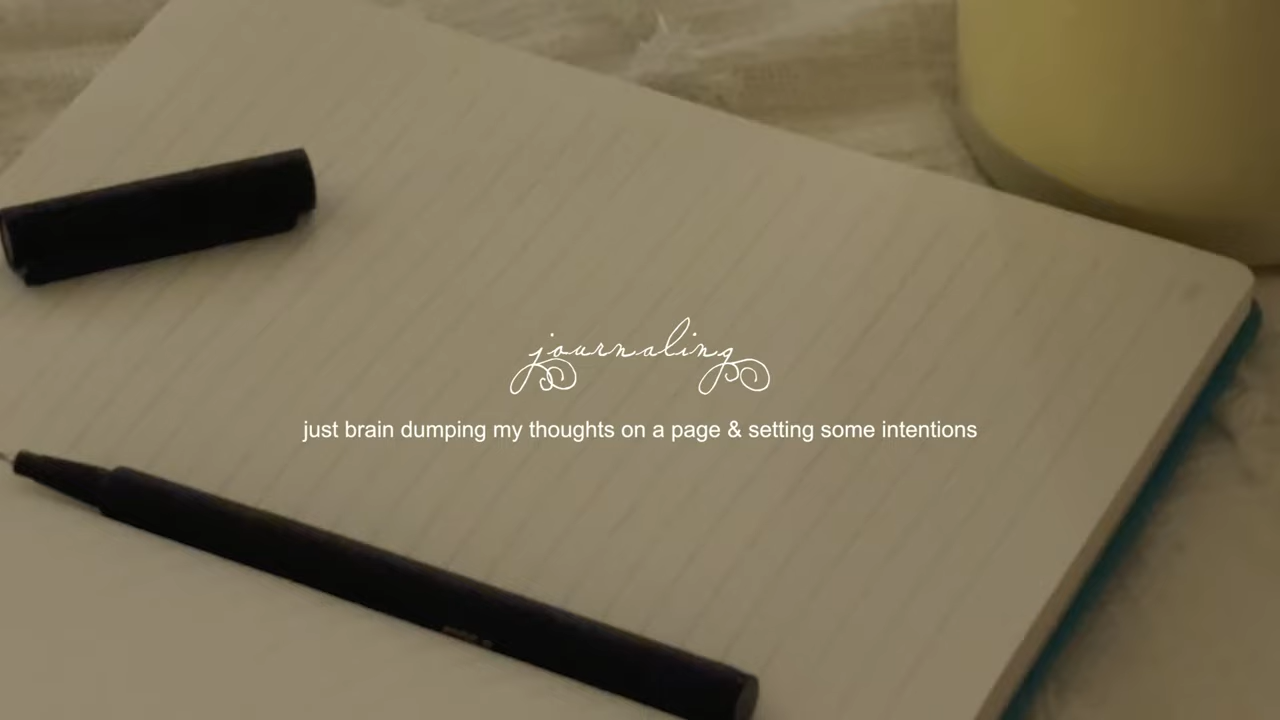 journaling
just brain dumping my thoughts on a page & setting some intentions